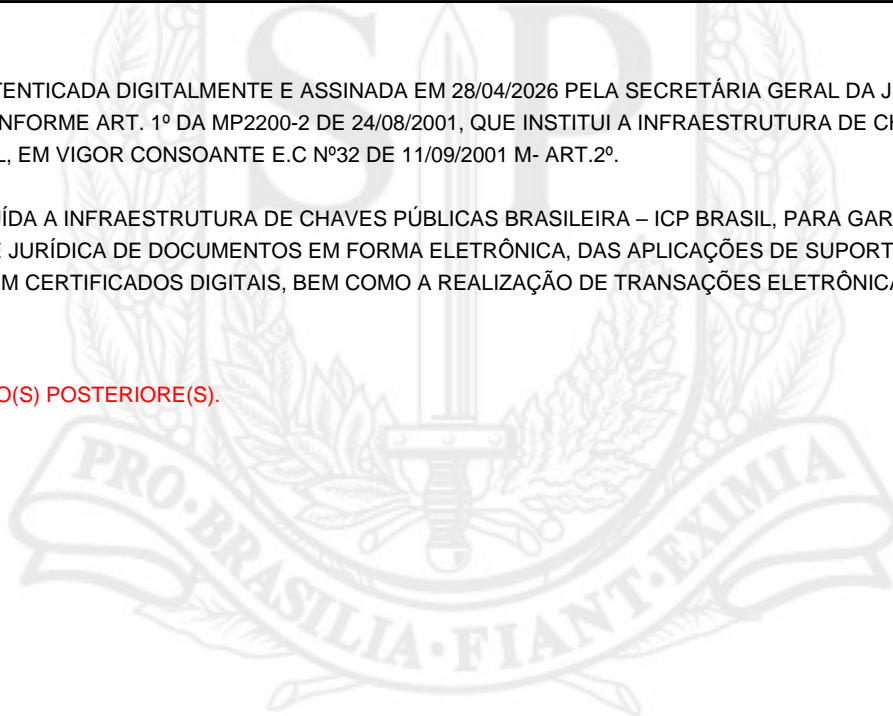 TENTICADA DIGITALMENTE E ASSINADA EM 28/04/2026 PELA SECRETÁRIA GERAL DA J
NFORME ART. 1º DA MP2200-2 DE 24/08/2001, QUE INSTITUI A INFRAESTRUTURA DE CH
L, EM VIGOR CONSOANTE E.C Nº32 DE 11/09/2001 M- ART.2º.
UÍDA A INFRAESTRUTURA DE CHAVES PÚBLICAS BRASILEIRA – ICP BRASIL, PARA GAR
E JURÍDICA DE DOCUMENTOS EM FORMA ELETRÔNICA, DAS APLICAÇÕES DE SUPORT
M CERTIFICADOS DIGITAIS, BEM COMO A REALIZAÇÃO DE TRANSAÇÕES ELETRÔNICA
O(S) POSTERIORE(S).
SP
PRO·BRASILIA·FIANT·EXIMIA